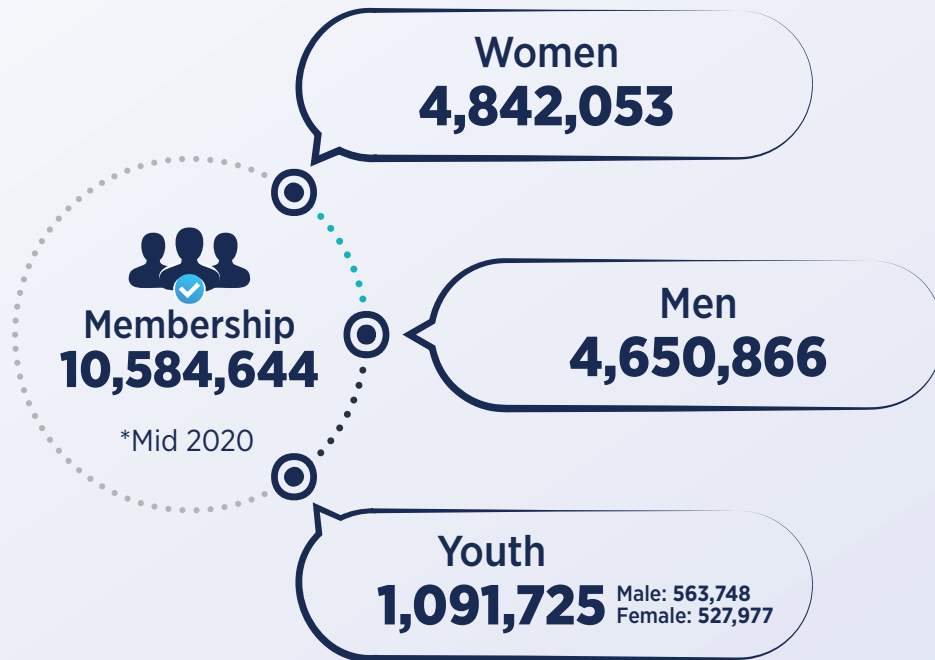 Women
4,842,053
Membership
10,584,644
*Mid 2020
Men
4,650,866
Youth
1,091,725
Male: 563,748
Female: 527,977